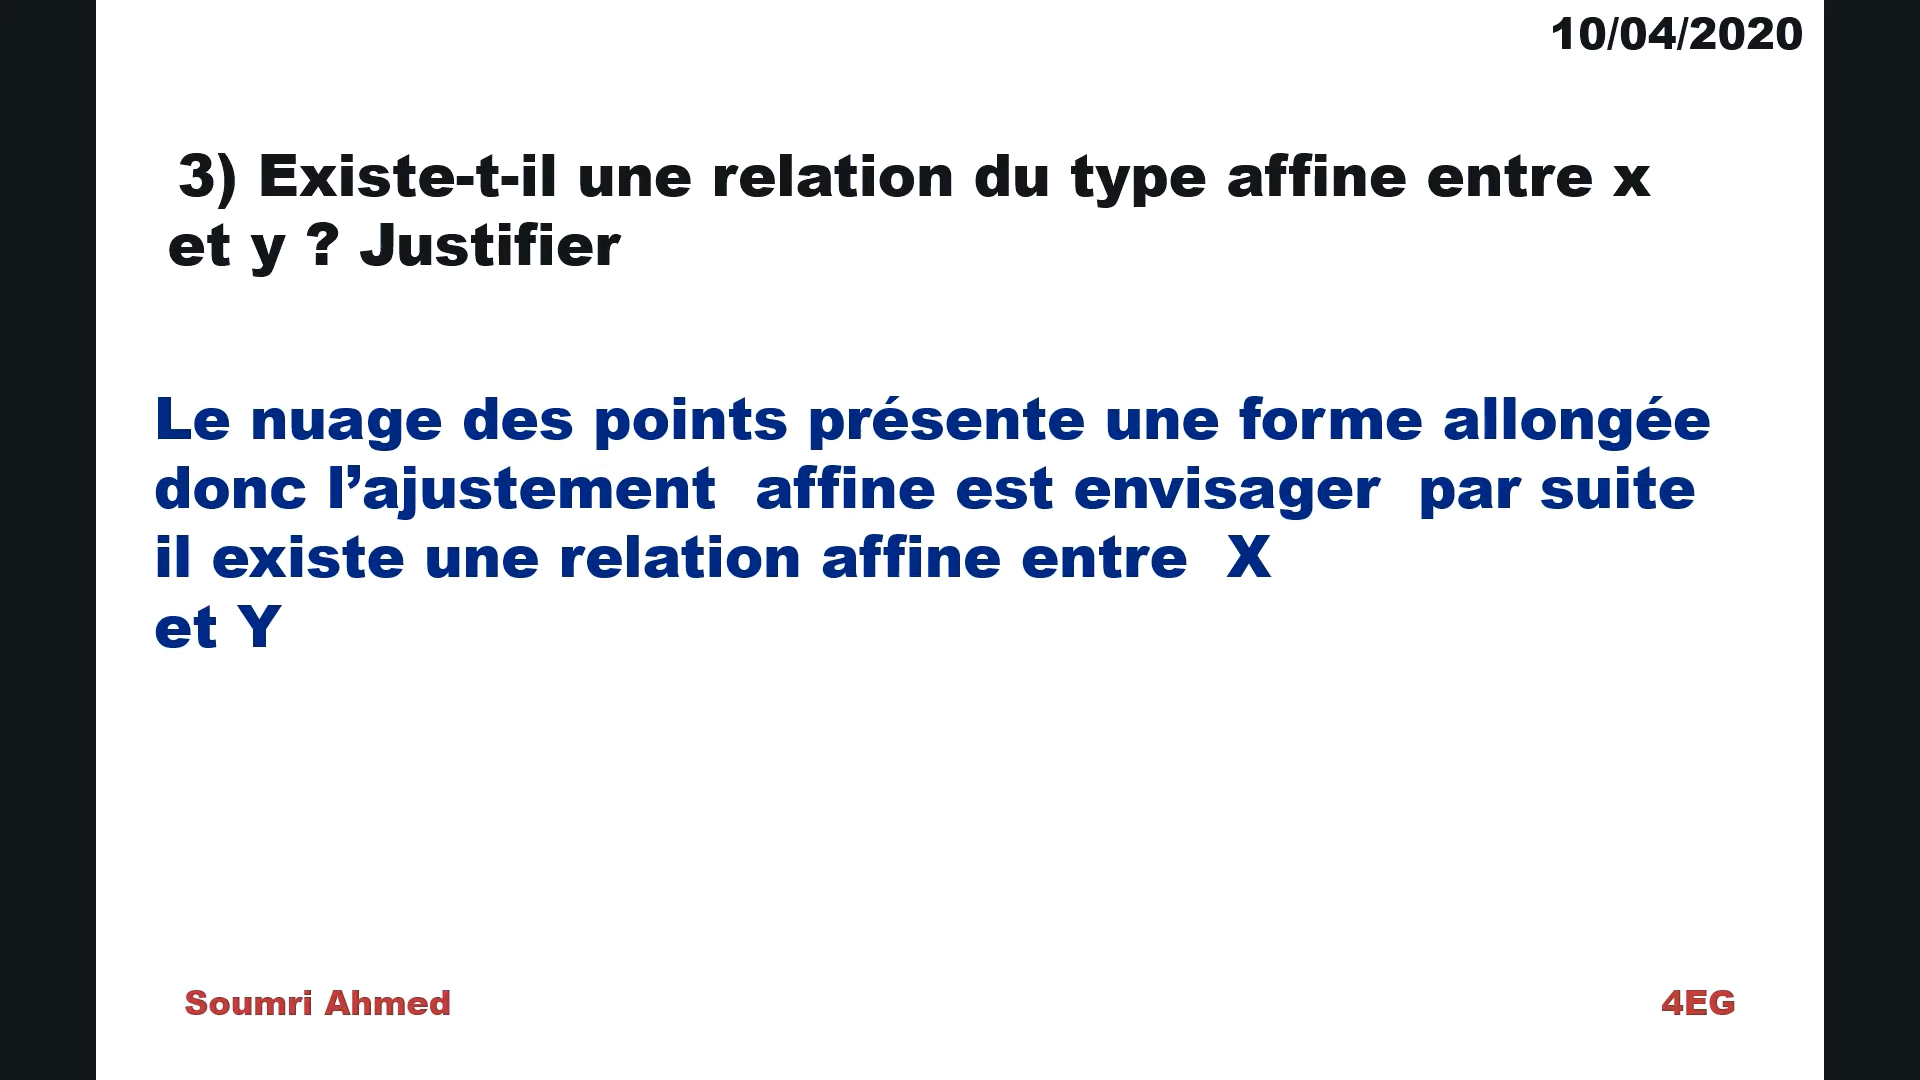 10/04/2020
3) Existe-t-il une relation du type affine entre x
et y ? Justifier
Le nuage des points présente une forme allongée
donc l’ajustement affine est envisager par suite
il existe une relation affine entre X
et Y
Soumri Ahmed
4EG